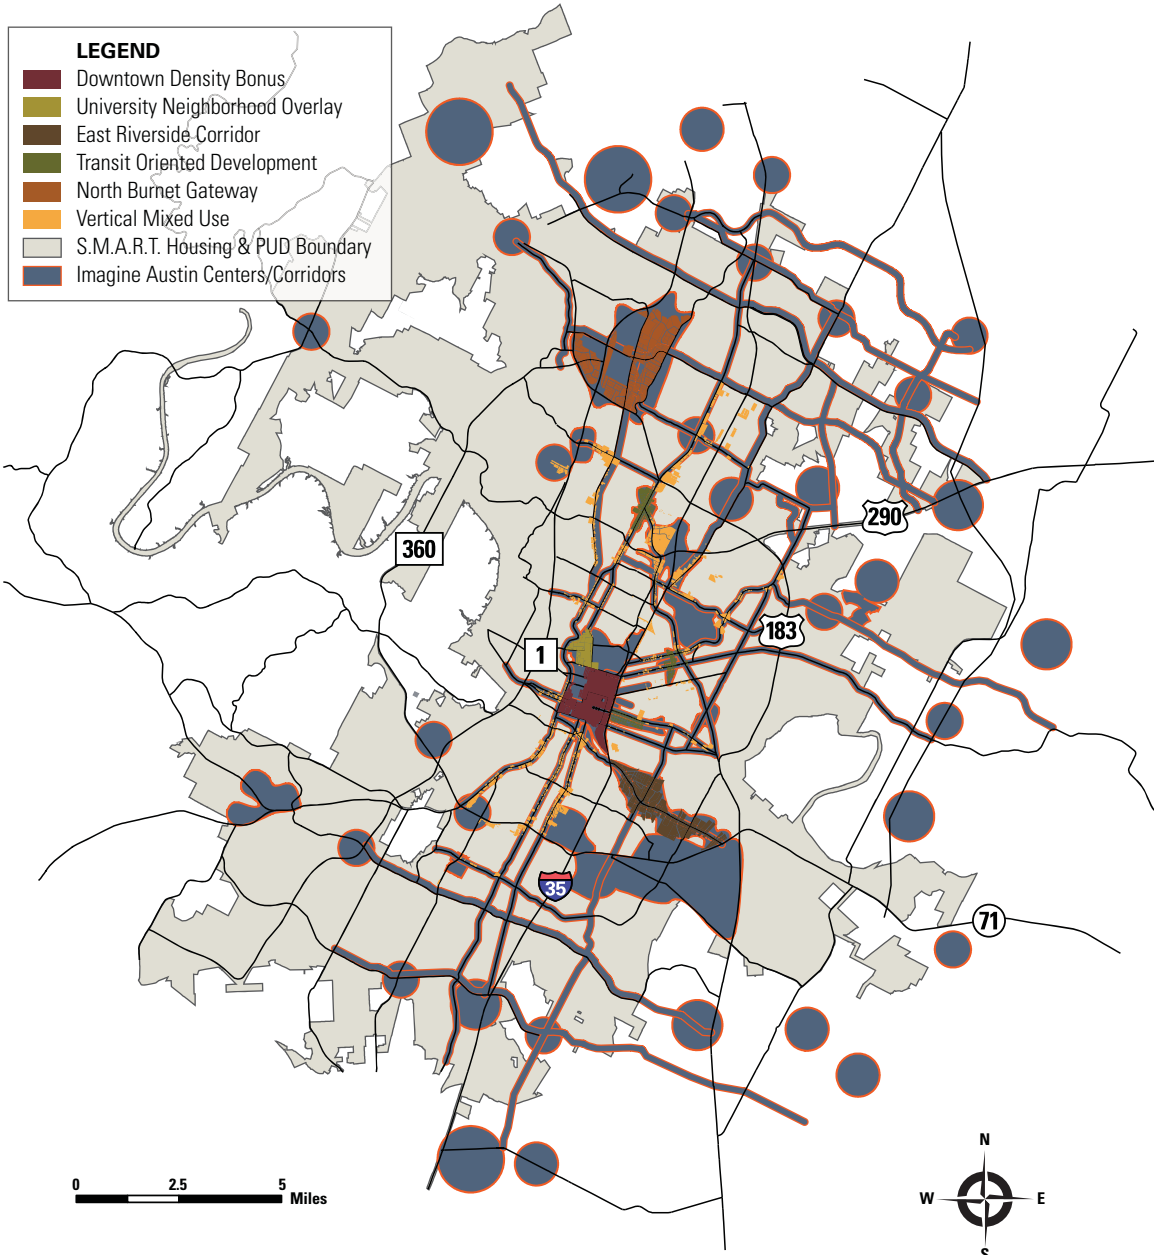 LEGEND
Downtown Density Bonus
University Neighborhood Overlay
East Riverside Corridor
Transit Oriented Development
North Burnet Gateway
Vertical Mixed Use
S.M.A.R.T. Housing & PUD Boundary
Imagine Austin Centers/Corridors
290
360
183
1
35
71
0 2.5 5 Miles
N
W E
S